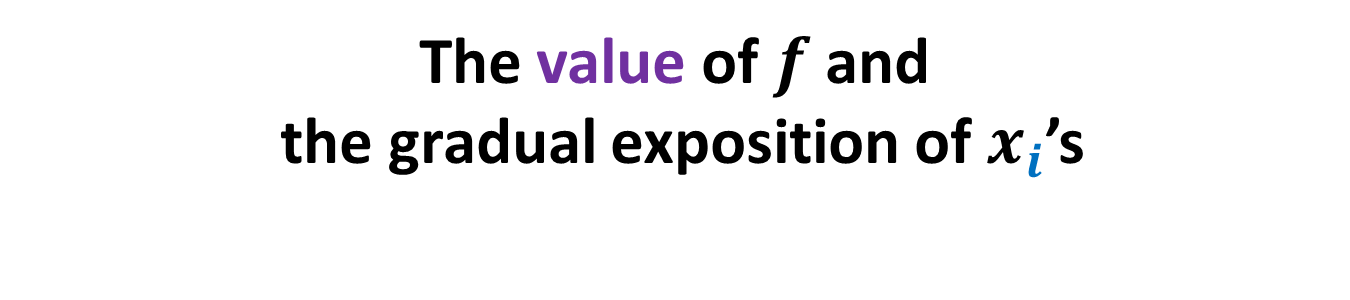 The value of f and
the gradual exposition of xᵢ’s